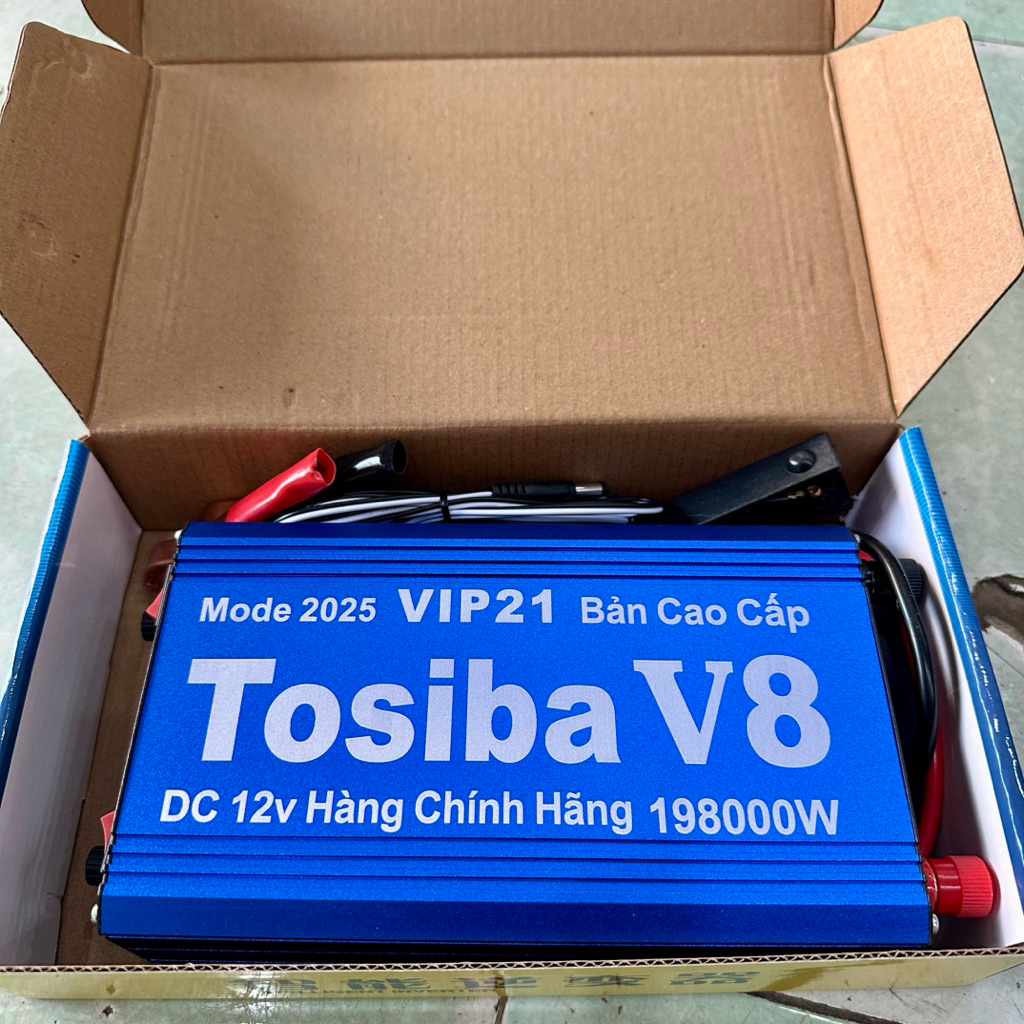 Mode 2025 VIP21 Bản Cao Cấp
Tosiba V8
DC 12v Hàng Chính Hãng 198000W